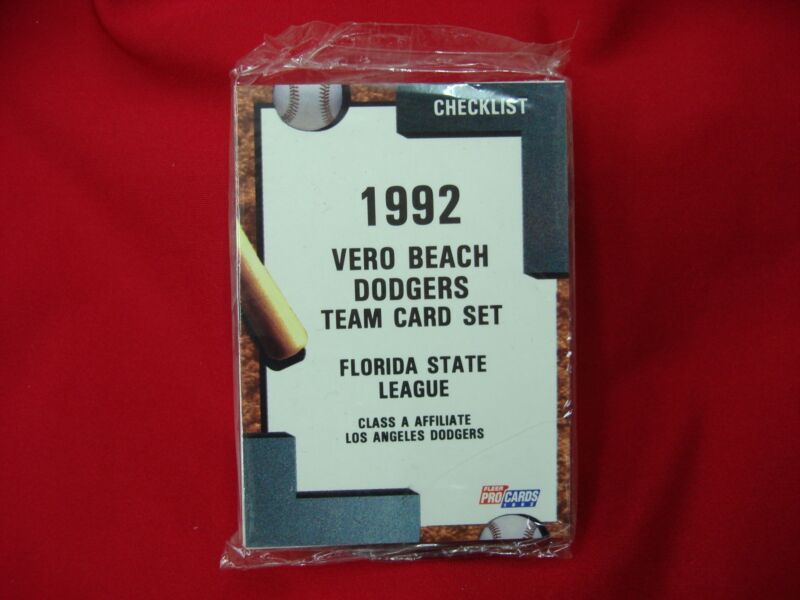 CHECKLIST
1992
VERO BEACH
DODGERS
TEAM CARD SET
FLORIDA STATE
LEAGUE
CLASS A AFFILIATE
LOS ANGELES DODGERS
FLEER
PRO CARDS
1992